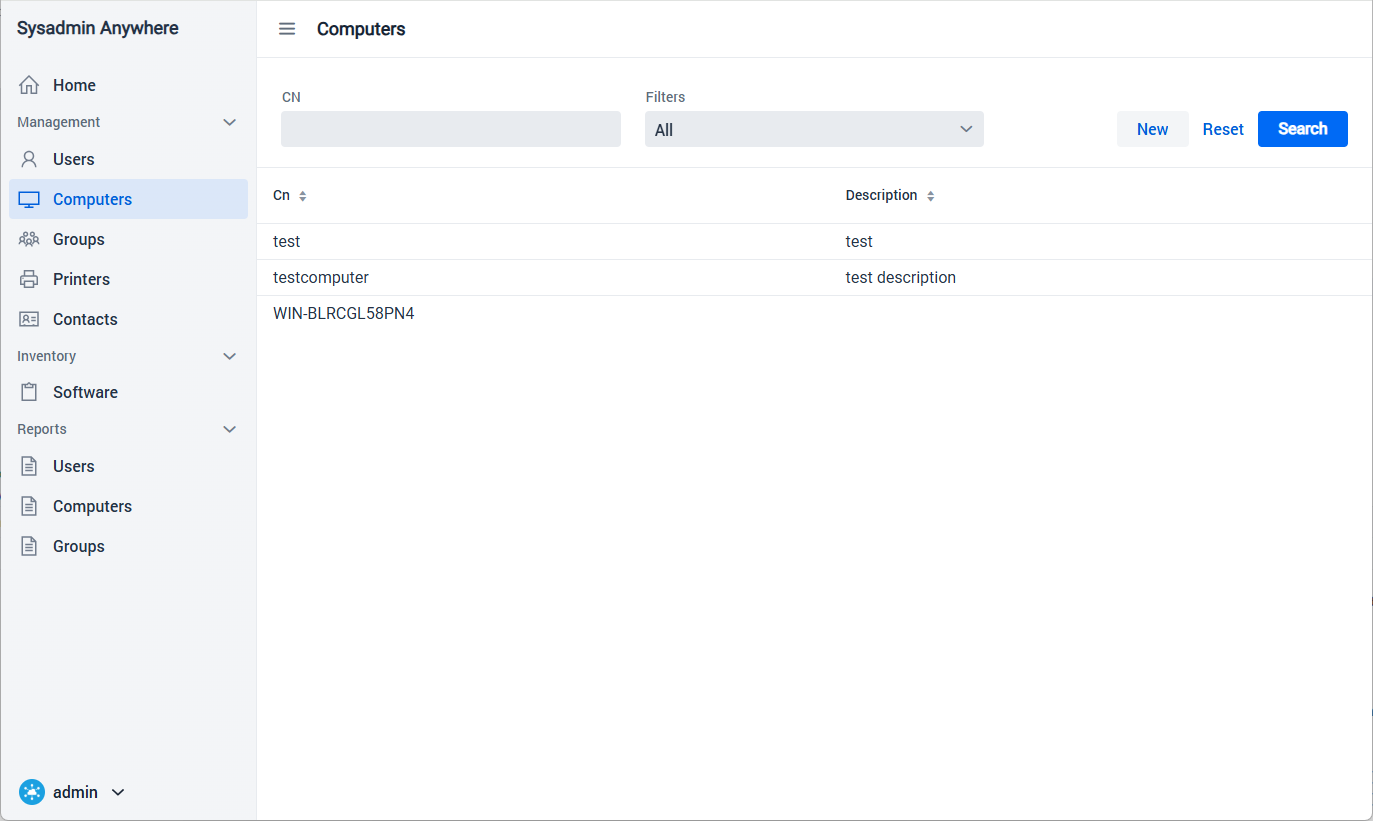 Sysadmin Anywhere
Home
Management
Users
Computers
Groups
Printers
Contacts
Inventory
Software
Reports
Users
Computers
Groups
admin
Computers
CN
Filters
All
New Reset Search
Cn Description
test test
testcomputer test description
WIN-BLRCGL58PN4